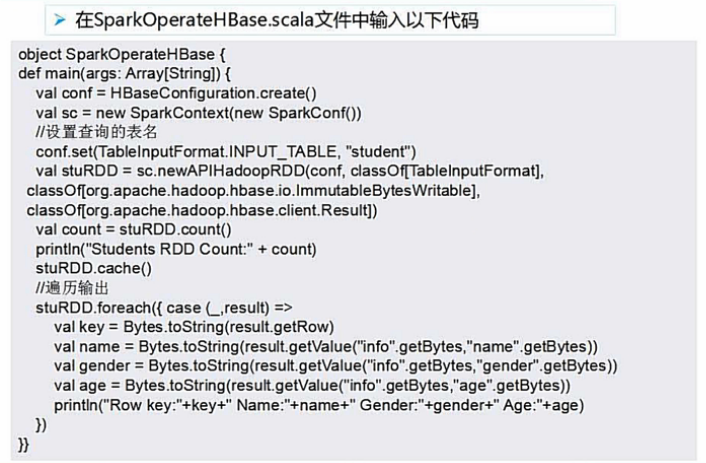 ➤ 在SparkOperateHBase.scala文件中输入以下代码
object SparkOperateHBase {
def main(args: Array[String]) {
val conf = HBaseConfiguration.create()
val sc = new SparkContext(new SparkConf())
//设置查询的表名
conf.set(TableInputFormat.INPUT_TABLE, "student")
val stuRDD = sc.newAPIHadoopRDD(conf, classOf[TableInputFormat],
classOf[org.apache.hadoop.hbase.io.ImmutableBytesWritable],
classOf[org.apache.hadoop.hbase.client.Result])
val count = stuRDD.count()
println("Students RDD Count:" + count)
stuRDD.cache()
//遍历输出
stuRDD.foreach({ case (_,result) =>
val key = Bytes.toString(result.getRow)
val name = Bytes.toString(result.getValue("info".getBytes,"name".getBytes))
val gender = Bytes.toString(result.getValue("info".getBytes,"gender".getBytes))
val age = Bytes.toString(result.getValue("info".getBytes,"age".getBytes))
println("Row key:"+key+" Name:"+name+" Gender:"+gender+" Age:"+age)
})
}}